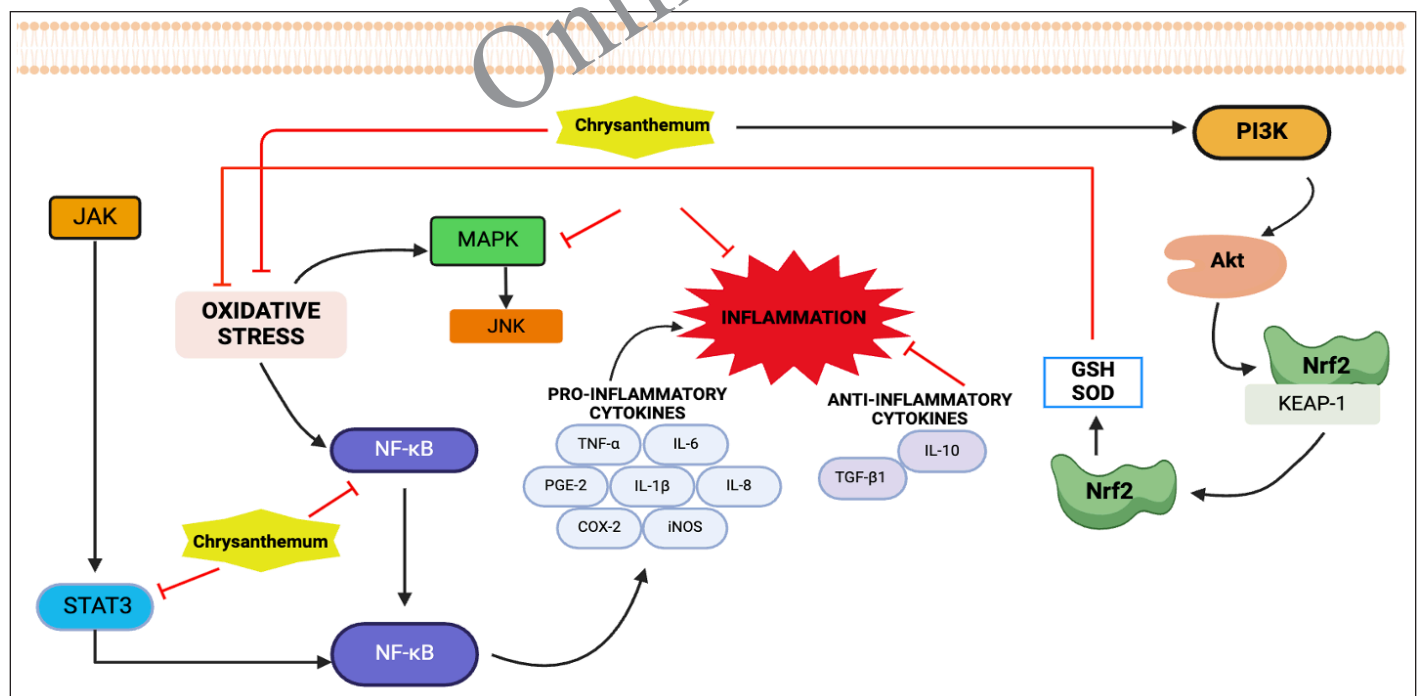 Chrysanthemum
PI3K
JAK
MAPK
Akt
OXIDATIVE
STRESS
JNK
INFLAMMATION
Nrf2
KEAP-1
GSH
SOD
PRO-INFLAMMATORY
CYTOKINES
ANTI-INFLAMMATORY
CYTOKINES
TNF-α
IL-6
PGE-2
IL-1β
IL-8
COX-2
iNOS
IL-10
TGF-β1
NF-κB
Nrf2
Chrysanthemum
STAT3
NF-κB